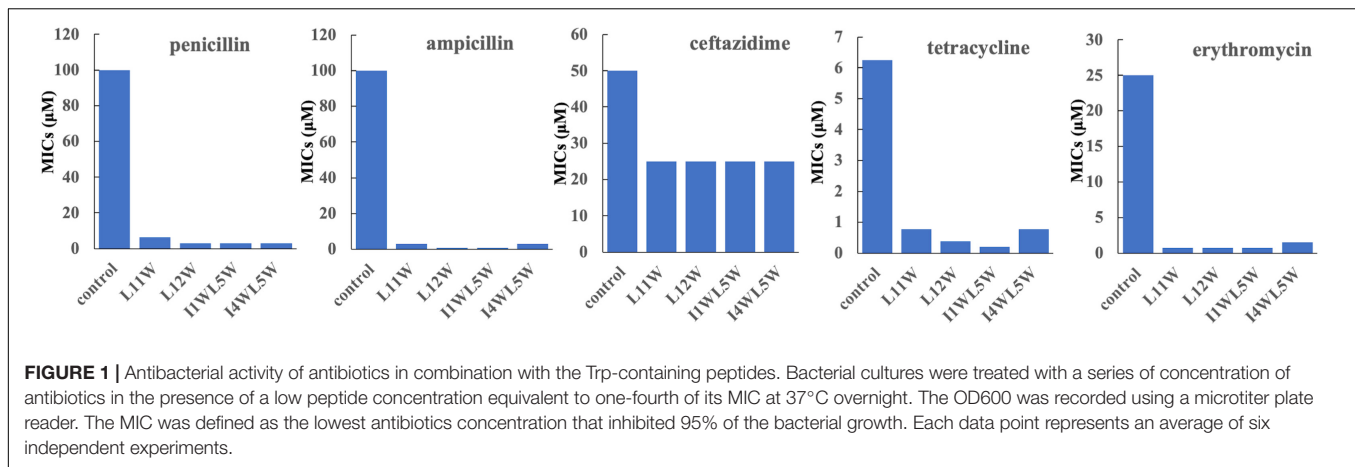 penicillin
MICs (μM)
120
100
80
60
40
20
0
control
L11W
L12W
I1WL5W
I4WL5W
ampicillin
MICs (μM)
120
100
80
60
40
20
0
control
L11W
L12W
I1WL5W
I4WL5W
ceftazidime
MICs (μM)
60
50
40
30
20
10
0
control
L11W
L12W
I1WL5W
I4WL5W
tetracycline
MICs (μM)
7
6
5
4
3
2
1
0
control
L11W
L12W
I1WL5W
I4WL5W
erythromycin
MICs (μM)
30
25
20
15
10
5
0
control
L11W
L12W
I1WL5W
I4WL5W
FIGURE 1 | Antibacterial activity of antibiotics in combination with the Trp-containing peptides. Bacterial cultures were treated with a series of concentration of
antibiotics in the presence of a low peptide concentration equivalent to one-fourth of its MIC at 37°C overnight. The OD600 was recorded using a microtiter plate
reader. The MIC was defined as the lowest antibiotics concentration that inhibited 95% of the bacterial growth. Each data point represents an average of six
independent experiments.